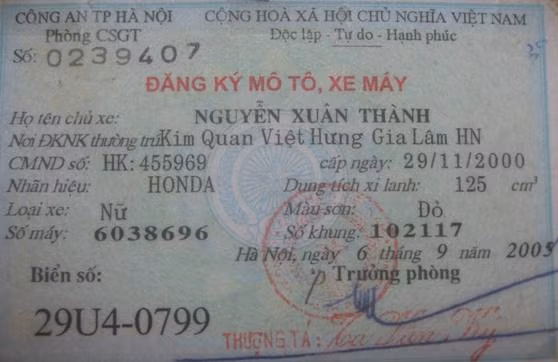 CÔNG AN TP HÀ NỘI
CỘNG HOÀ XÃ HỘI CHỦ NGHĨA VIỆT NAM
Phòng CSGT
Độc lập - Tự do - Hạnh phúc
Số: 0239407
ĐĂNG KÝ MÔ TÔ, XE MÁY
Họ tên chủ xe: NGUYỄN XUÂN THÀNH
Nơi ĐKNK thường trú: Kim Quan Việt Hưng Gia Lâm HN
CMND số: HK: 455969 cấp ngày: 29/11/2000
Nhãn hiệu: HONDA Dung tích xi lanh: 125 cm³
Loại xe: Nữ Màu sơn: Đỏ
Số máy: 6038696 Số khung: 102117
Hà Nội, ngày 6 tháng 9 năm 2005
Biển số: Trưởng phòng
29U4-0799
THƯỢNG TÁ: